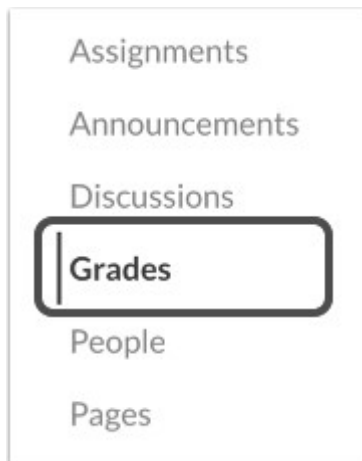 Assignments
Announcements
Discussions
Grades
People
Pages